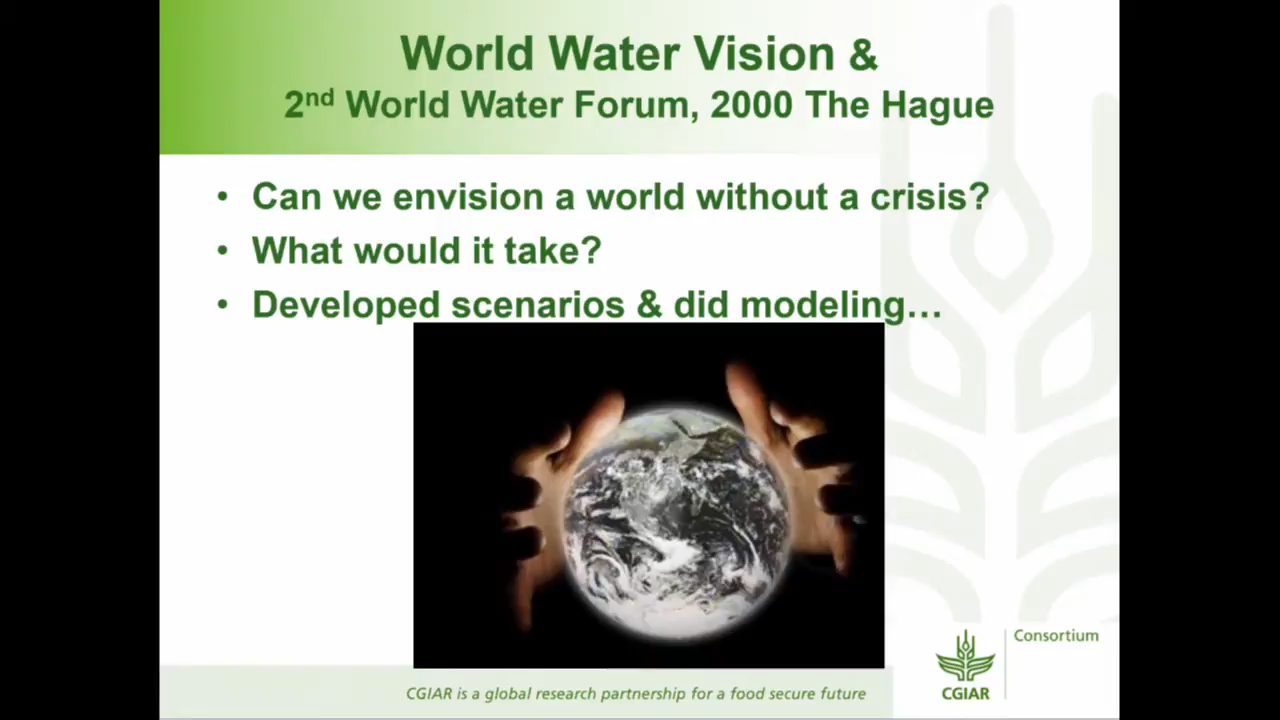 World Water Vision &
2nd World Water Forum, 2000 The Hague
• Can we envision a world without a crisis?
• What would it take?
• Developed scenarios & did modeling…
Consortium
CGIAR
CGIAR is a global research partnership for a food secure future